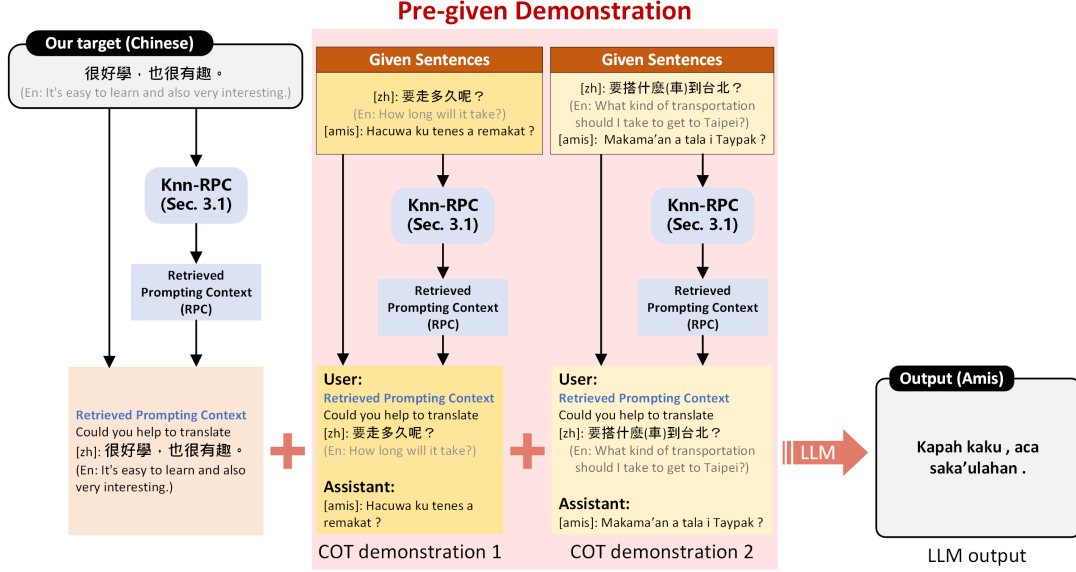 Pre-given Demonstration
Our target (Chinese)
很好學，也很有趣。
(En: It's easy to learn and also very interesting.)
Knn-RPC
(Sec. 3.1)
Retrieved
Prompting Context
(RPC)
Retrieved Prompting Context
Could you help to translate
[zh]: 很好學，也很有趣。
(En: It's easy to learn and also
very interesting.)
Given Sentences
[zh]: 要走多久呢？
(En: How long will it take?)
[amis]: Hacuwa ku tenes a remakat ?
Knn-RPC
(Sec. 3.1)
Retrieved
Prompting Context
(RPC)
User:
Retrieved Prompting Context
Could you help to translate
[zh]: 要走多久呢？
(En: How long will it take?)
Assistant:
[amis]: Hacuwa ku tenes a
remakat ?
COT demonstration 1
Given Sentences
[zh]: 要搭什麼(車)到台北？
(En: What kind of transportation
should I take to get to Taipei?)
[amis]: Makama’an a tala i Taypak ?
Knn-RPC
(Sec. 3.1)
Retrieved
Prompting Context
(RPC)
User:
Retrieved Prompting Context
Could you help to translate
[zh]: 要搭什麼(車)到台北？
(En: What kind of transportation
should I take to get to Taipei?)
Assistant:
[amis]: Makama’an a tala i Taypak ?
COT demonstration 2
LLM
Output (Amis)
Kapah kaku , aca
saka’ulahan .
LLM output